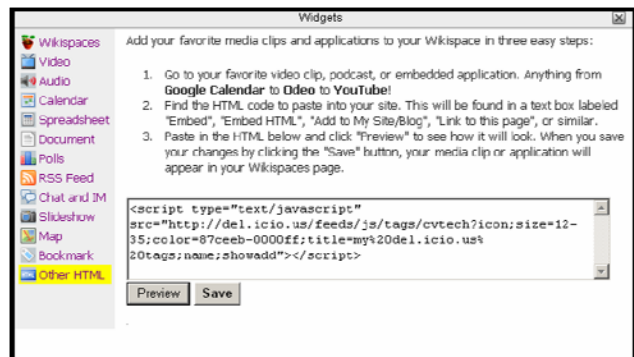 Widgets
Wikispaces
Video
Audio
Calendar
Spreadsheet
Document
Polls
RSS Feed
Chat and IM
Slideshow
Map
Bookmark
Other HTML
Add your favorite media clips and applications to your Wikispace in three easy steps:
1. Go to your favorite video clip, podcast, or embedded application. Anything from
Google Calendar to Odeo to YouTube!
2. Find the HTML code to paste into your site. This will be found in a text box labeled
"Embed", "Embed HTML", "Add to My Site/Blog", "Link to this page", or similar.
3. Paste in the HTML below and click "Preview" to see how it will look. When you save
your changes by clicking the "Save" button, your media clip or application will
appear in your Wikispaces page.
<script type="text/javascript"
src="http://del.icio.us/feeds/js/tags/cvtech?icon;size=12-
35;color=87ceeb-0000ff;title=my%20del.icio.us%
20tags;name;showadd"></script>
Preview Save